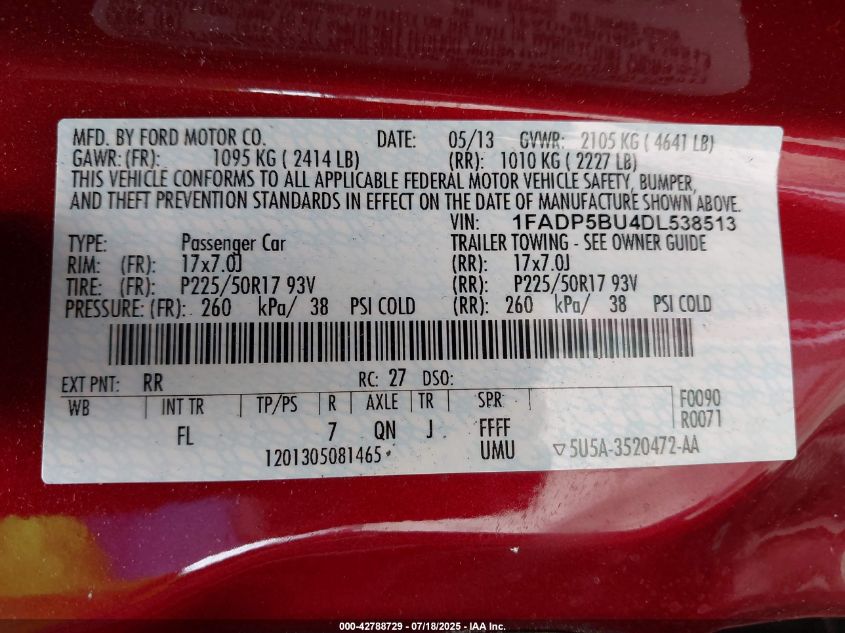 MFD. BY FORD MOTOR CO. DATE: 05/13 GVWR: 2105 KG ( 4641 LB)
GAWR: (FR): 1095 KG ( 2414 LB) (RR): 1010 KG ( 2227 LB)
THIS VEHICLE CONFORMS TO ALL APPLICABLE FEDERAL MOTOR VEHICLE SAFETY, BUMPER,
AND THEFT PREVENTION STANDARDS IN EFFECT ON THE DATE OF MANUFACTURE SHOWN ABOVE.
VIN: 1FADP5BU4DL538513
TYPE: Passenger Car TRAILER TOWING - SEE OWNER GUIDE
RIM: (FR): 17x7.0J (RR): 17x7.0J
TIRE: (FR): P225/50R17 93V (RR): P225/50R17 93V
PRESSURE: (FR): 260 kPa/ 38 PSI COLD (RR): 260 kPa/ 38 PSI COLD
EXT PNT: RR RC: 27 DSO:
WB INT TR TP/PS R AXLE TR SPR F0090
R0071
FL 7 QN J FFFF
1201305081465* UMU ▽5U5A-3520472-AA
000-42788729 - 07/18/2025 - IAA Inc.